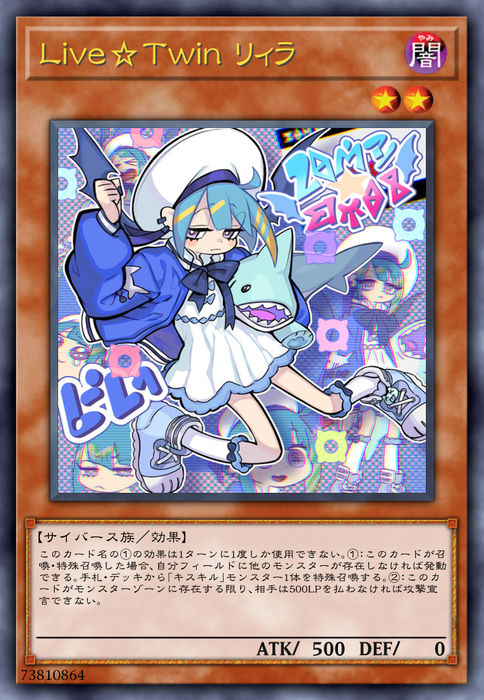 Live☆Twin リィラ
やみ
闇
【サイバース族／効果】
このカード名の①の効果は1ターンに1度しか使用できない。①：このカードが召
喚・特殊召喚した場合、自分フィールドに他のモンスターが存在しなければ発動
できる。手札・デッキから「キスキル」モンスター1体を特殊召喚する。②：このカ
ードがモンスターゾーンに存在する限り、相手は500LPを払わなければ攻撃宣
言できない。
ATK/ 500 DEF/ 0
73810864